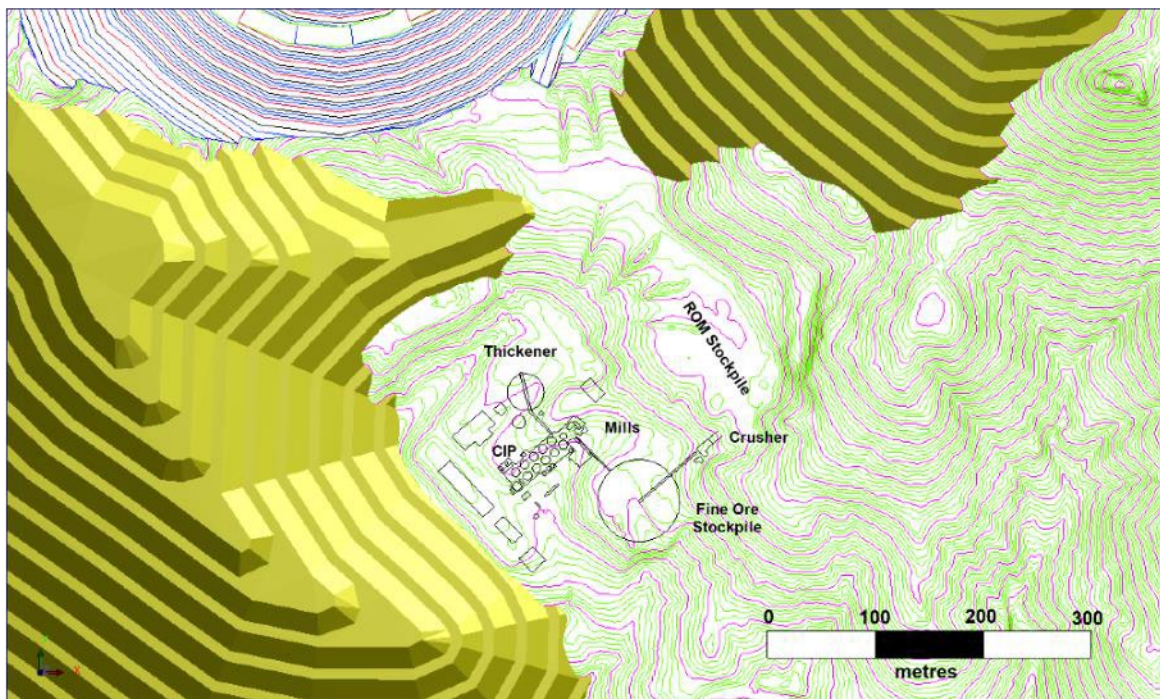 ROM Stockpile
Thickener
Mills
Crusher
CIP
Fine Ore
Stockpile
0 100 200 300
metres
X